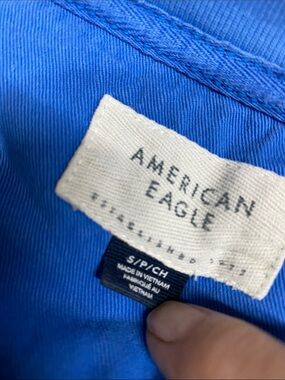 AMERICAN
EAGLE
ESTABLISHED 1977
S/P/CH
MADE IN VIETNAM
FABRIQUÉ AU
VIETNAM